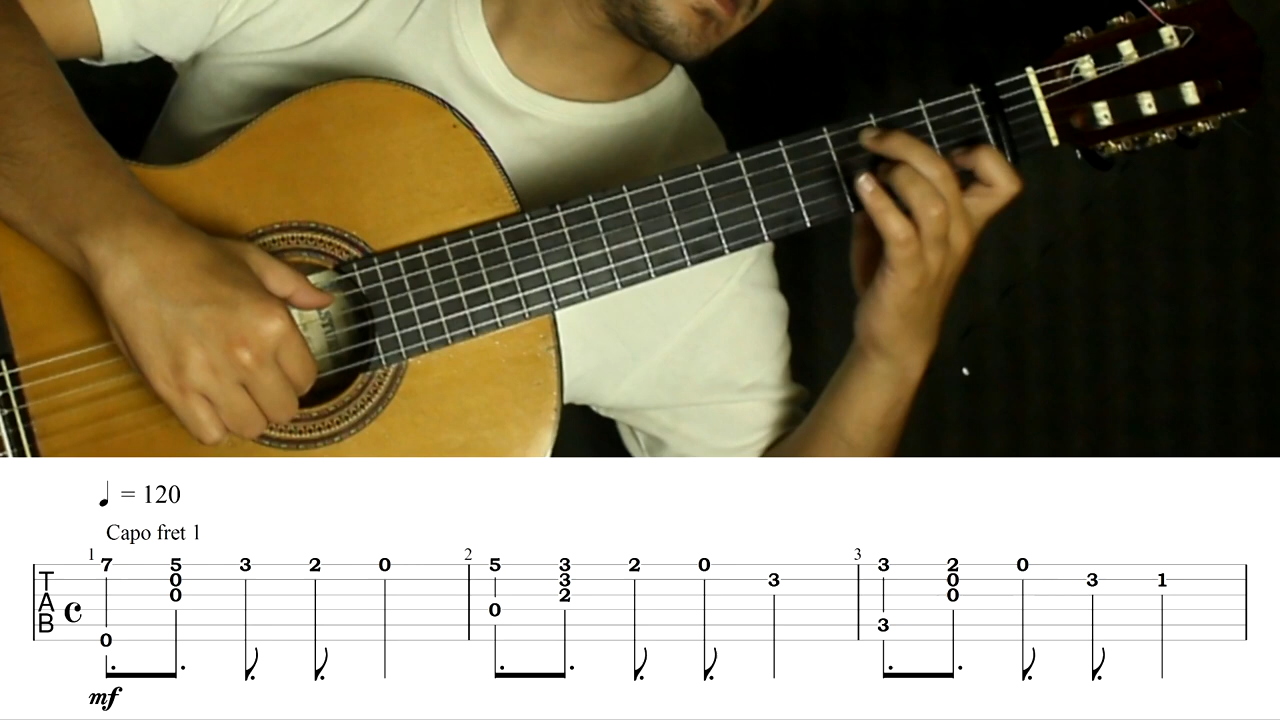 ♩ = 120
Capo fret 1
1 7 5 3 2 0 2 5 3 2 0 3 3 2 0
T 0 3 3 0 3 1
A 0 2 0
B 0
3
0
C
mf